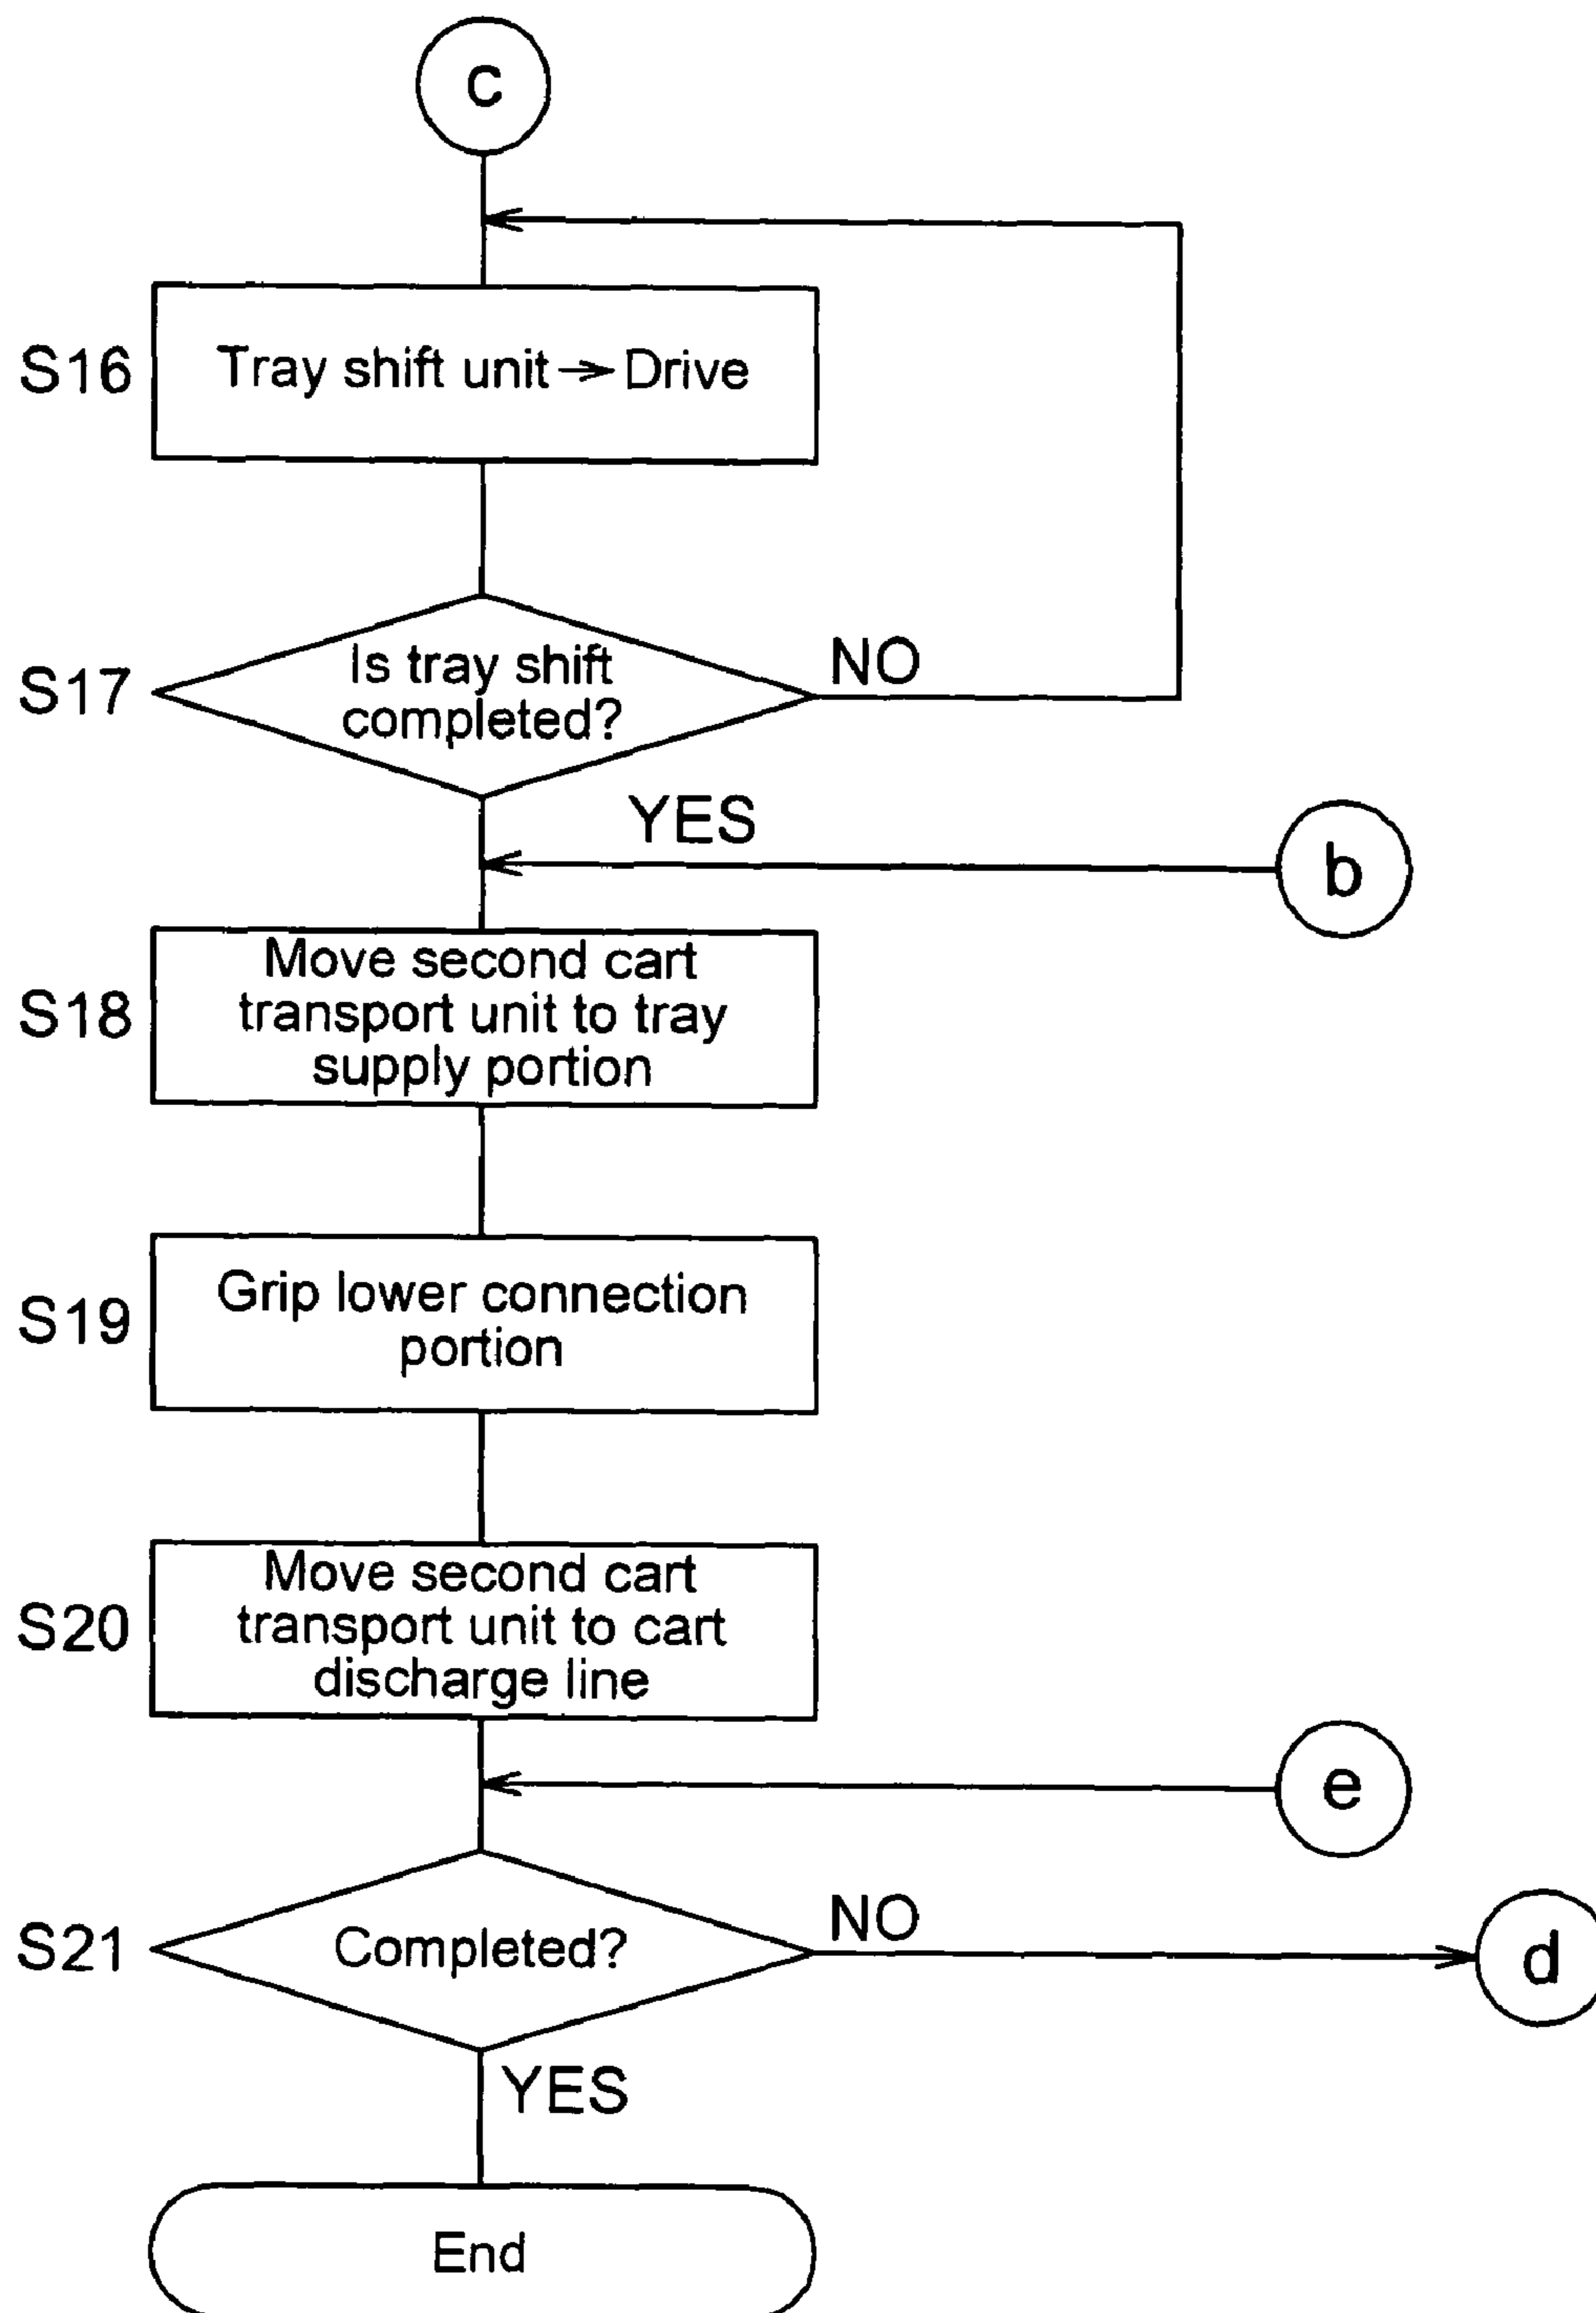 c
S16
Tray shift unit → Drive
S17
Is tray shift
completed?
NO
YES
b
S18
Move second cart
transport unit to tray
supply portion
S19
Grip lower connection
portion
S20
Move second cart
transport unit to cart
discharge line
e
S21
Completed?
NO
d
YES
End